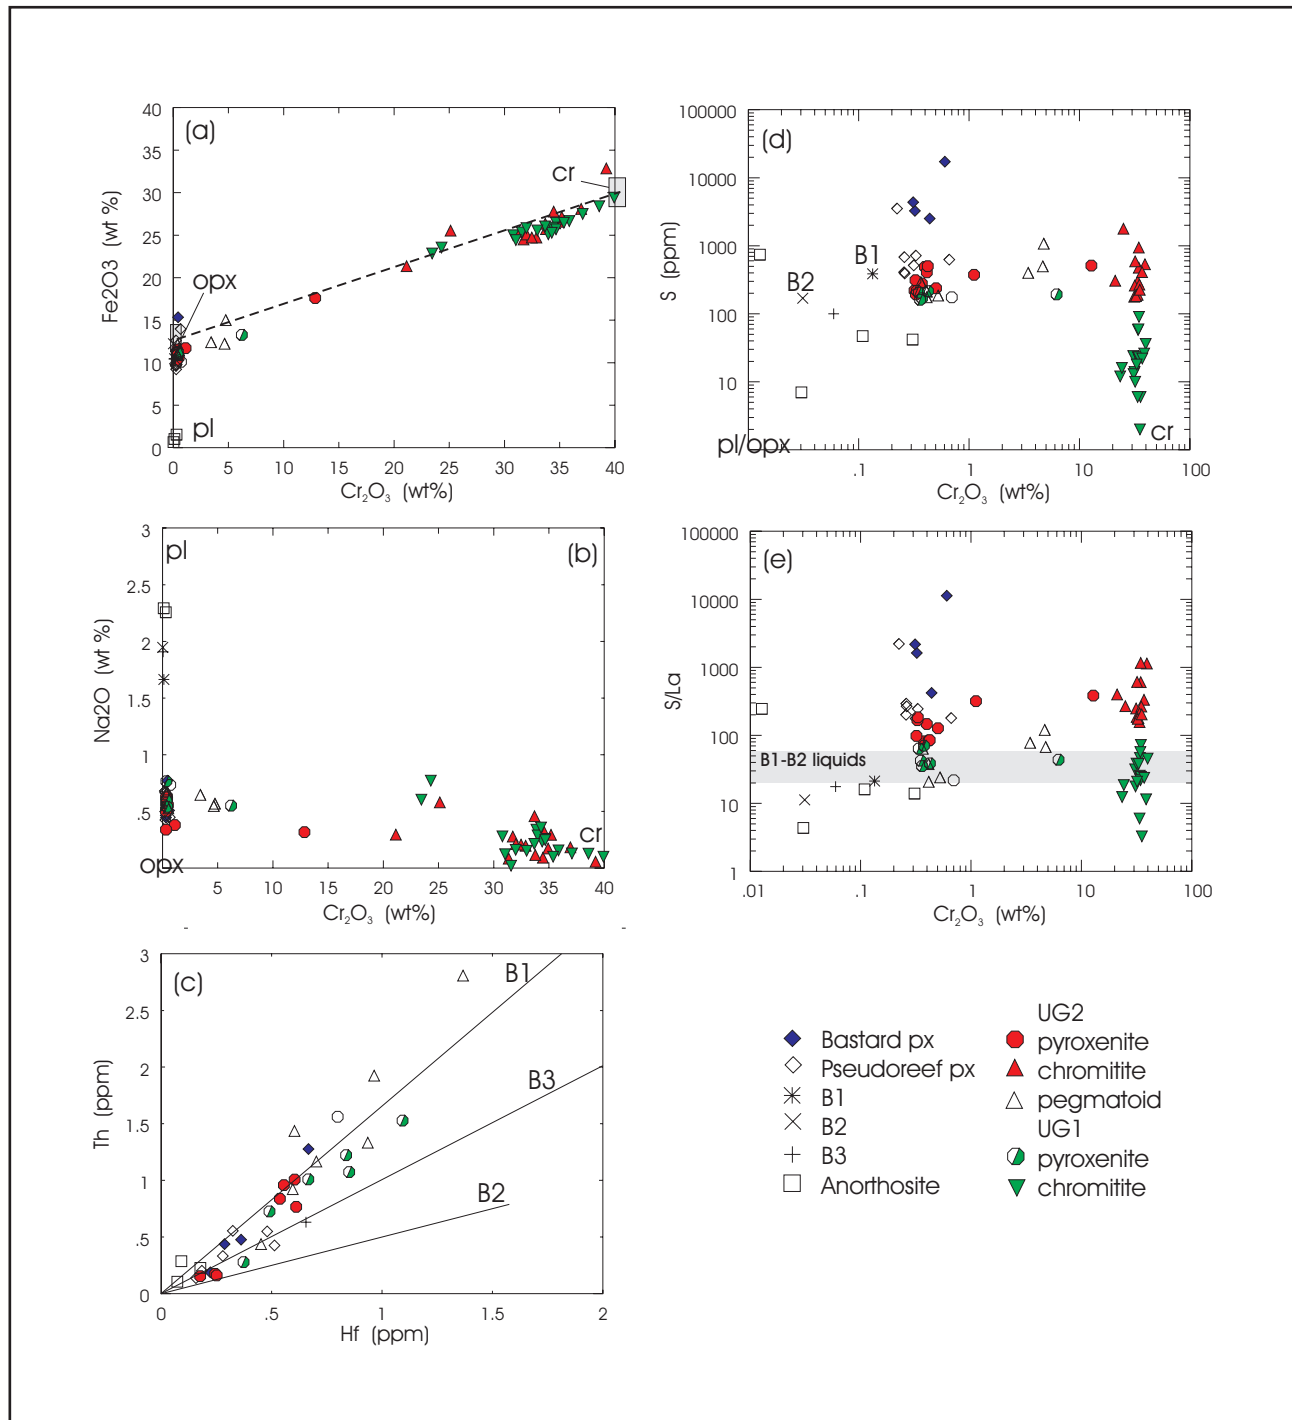 (a)
40
35
30
25
20
15
10
5
0
Fe2O3 (wt %)
cr
opx
pl
0 5 10 15 20 25 30 35 40
Cr₂O₃ (wt%)
(d)
100000
10000
1000
100
10
S (ppm)
B1
B2
pl/opx
cr
.1 1 10 100
Cr₂O₃ (wt%)
(b)
3
2.5
2
1.5
1
.5
Na2O (wt %)
pl
cr
opx
5 10 15 20 25 30 35 40
Cr₂O₃ (wt%)
(e)
100000
10000
1000
100
10
1
S/La
B1-B2 liquids
.01 .1 1 10 100
Cr₂O₃ (wt%)
(c)
3
2.5
2
1.5
1
.5
0
Th (ppm)
B1
B3
B2
0 .5 1 1.5 2
Hf (ppm)
Bastard px
Pseudoreef px
B1
B2
B3
Anorthosite
UG2
pyroxenite
chromitite
pegmatoid
UG1
pyroxenite
chromitite